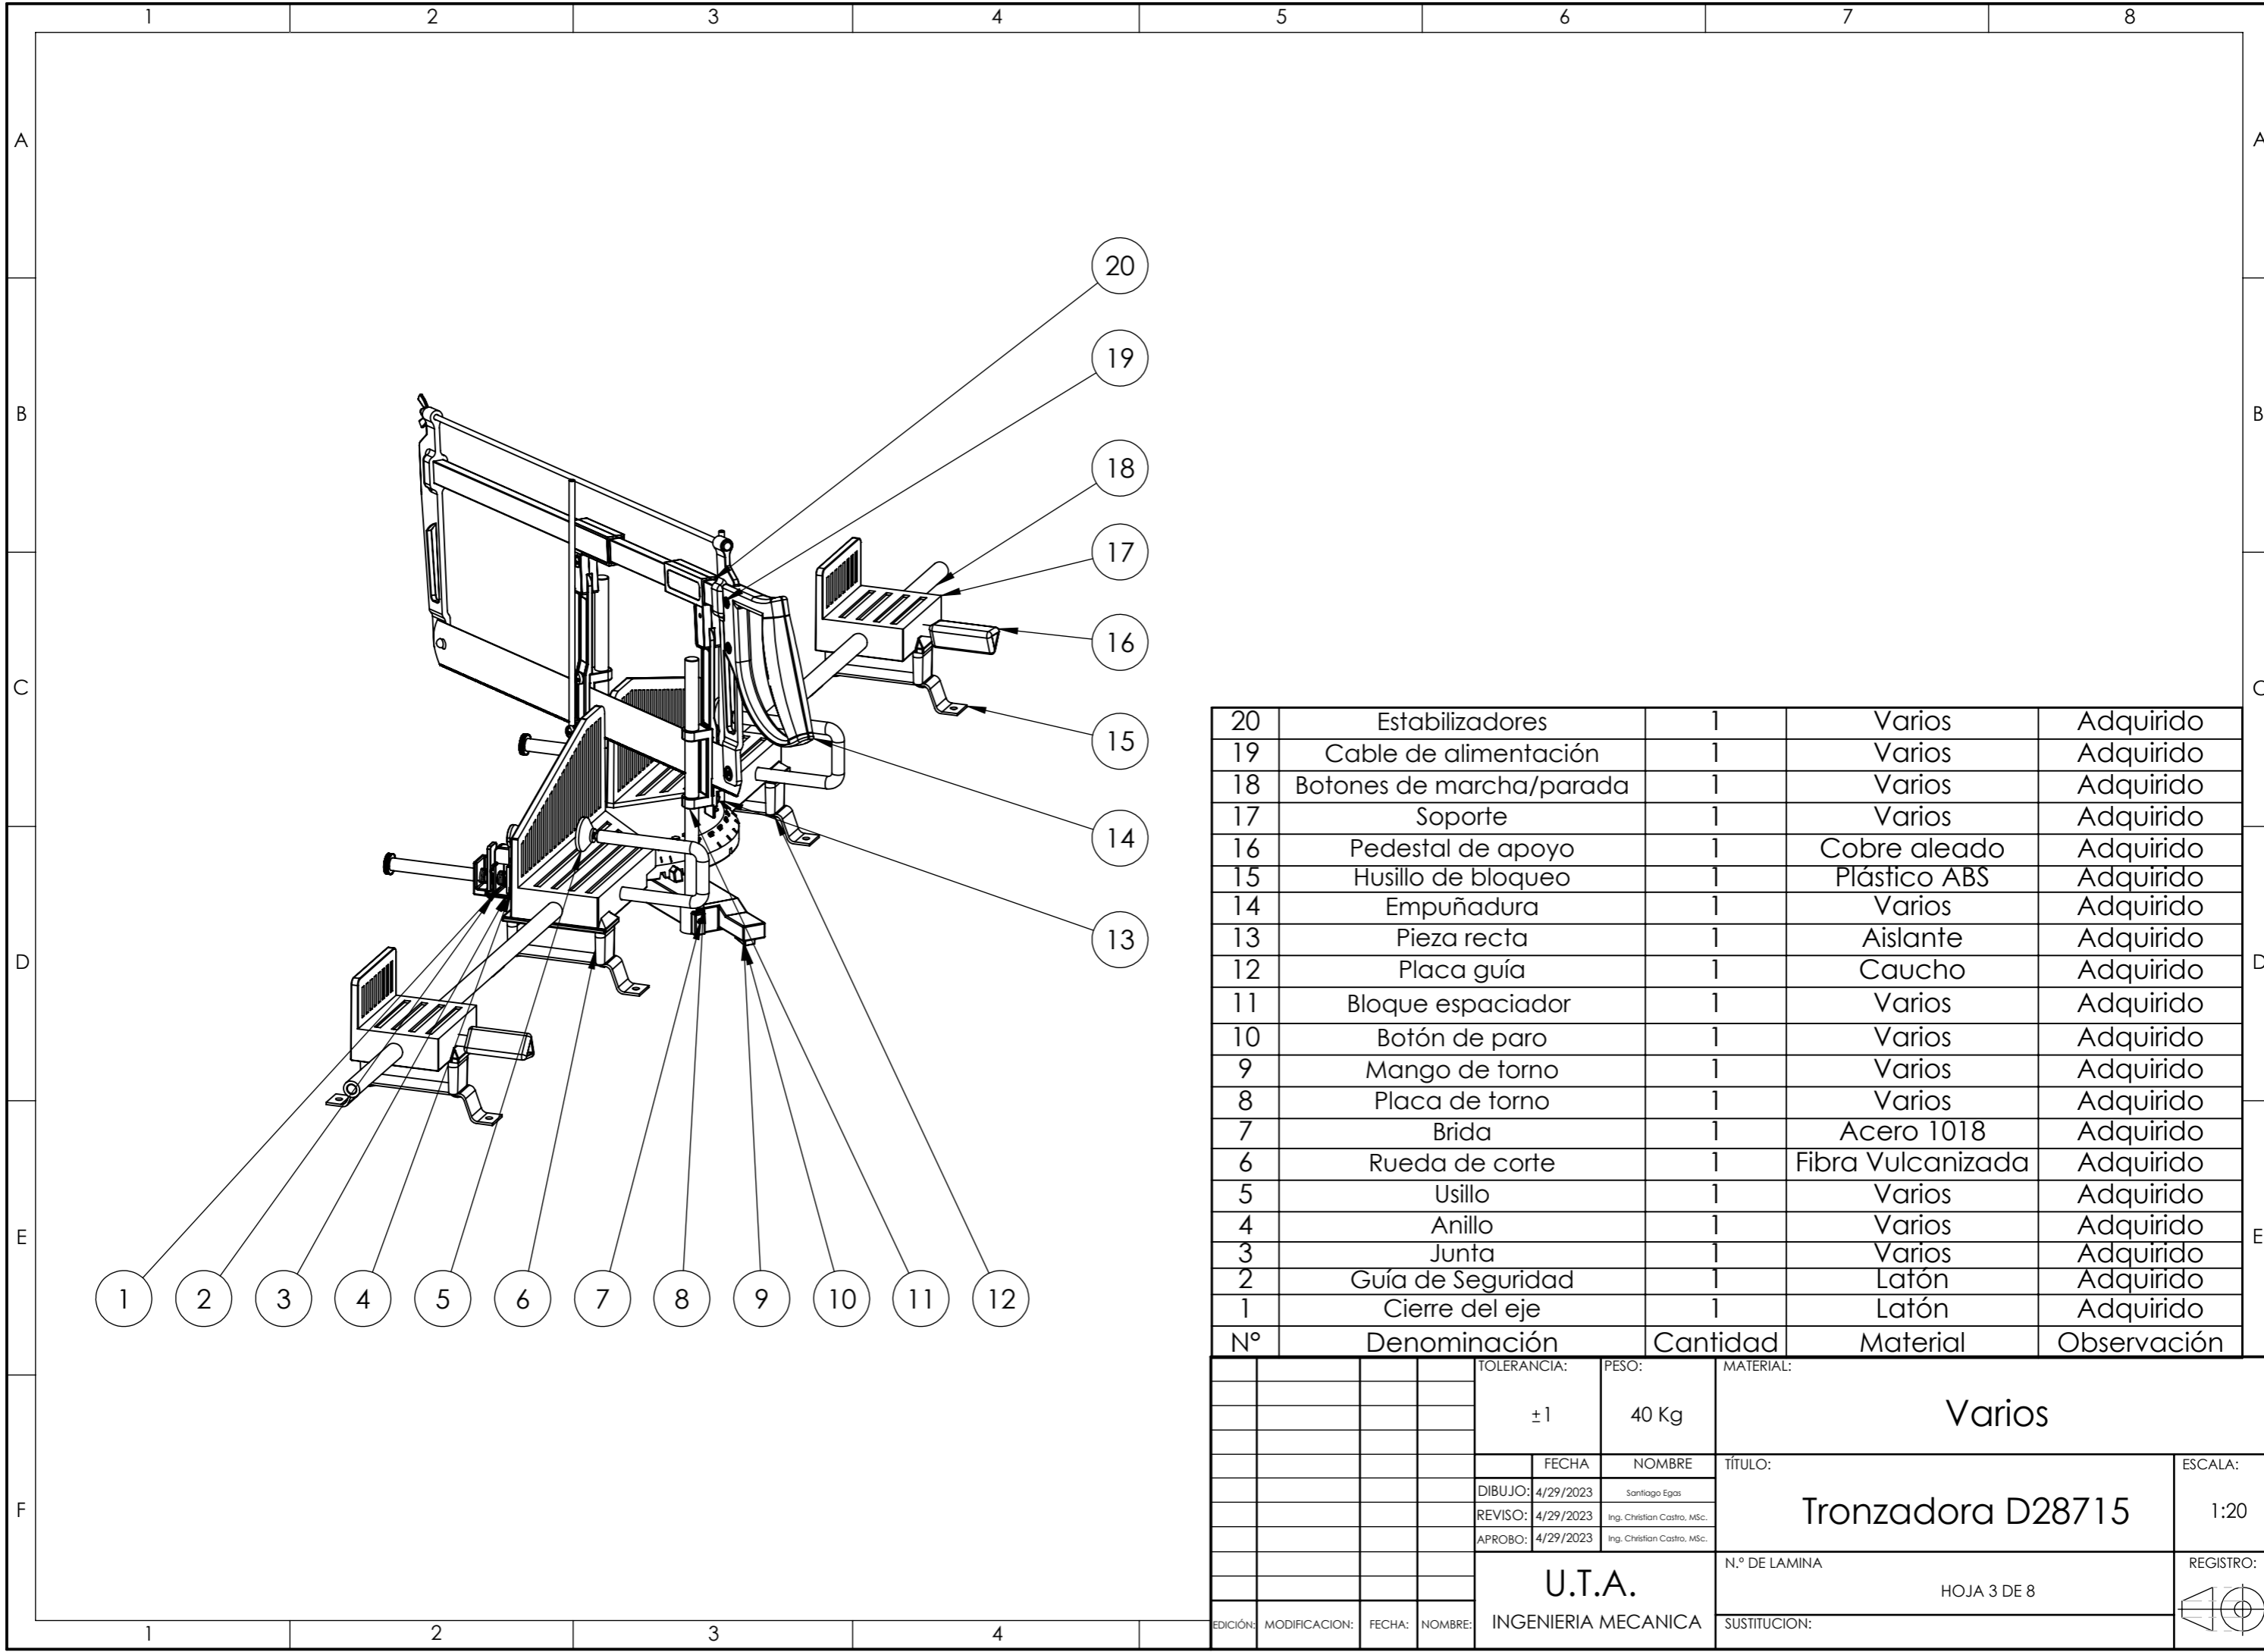 1 2 3 4 5 6 7 8
A A
B B
C C
D D
E E
F
20
19
18
17
16
15
14
13
1 2 3 4 5 6 7 8 9 10 11 12
20 Estabilizadores 1 Varios Adquirido
19 Cable de alimentación 1 Varios Adquirido
18 Botones de marcha/parada 1 Varios Adquirido
17 Soporte 1 Varios Adquirido
16 Pedestal de apoyo 1 Cobre aleado Adquirido
15 Husillo de bloqueo 1 Plástico ABS Adquirido
14 Empuñadura 1 Varios Adquirido
13 Pieza recta 1 Aislante Adquirido
12 Placa guía 1 Caucho Adquirido
11 Bloque espaciador 1 Varios Adquirido
10 Botón de paro 1 Varios Adquirido
9 Mango de torno 1 Varios Adquirido
8 Placa de torno 1 Varios Adquirido
7 Brida 1 Acero 1018 Adquirido
6 Rueda de corte 1 Fibra Vulcanizada Adquirido
5 Usillo 1 Varios Adquirido
4 Anillo 1 Varios Adquirido
3 Junta 1 Varios Adquirido
2 Guía de Seguridad 1 Latón Adquirido
1 Cierre del eje 1 Latón Adquirido
Nº Denominación Cantidad Material Observación
TOLERANCIA: PESO: MATERIAL:
±1 40 Kg Varios
FECHA NOMBRE TÍTULO: ESCALA:
DIBUJO: 4/29/2023 Santiago Egas
REVISO: 4/29/2023 Ing. Christian Castro, MSc.
APROBO: 4/29/2023 Ing. Christian Castro, MSc.
Tronzadora D28715 1:20
U.T.A.
INGENIERIA MECANICA
N.º DE LAMINA REGISTRO:
HOJA 3 DE 8
SUSTITUCION:
EDICIÓN: MODIFICACION: FECHA: NOMBRE:
1 2 3 4